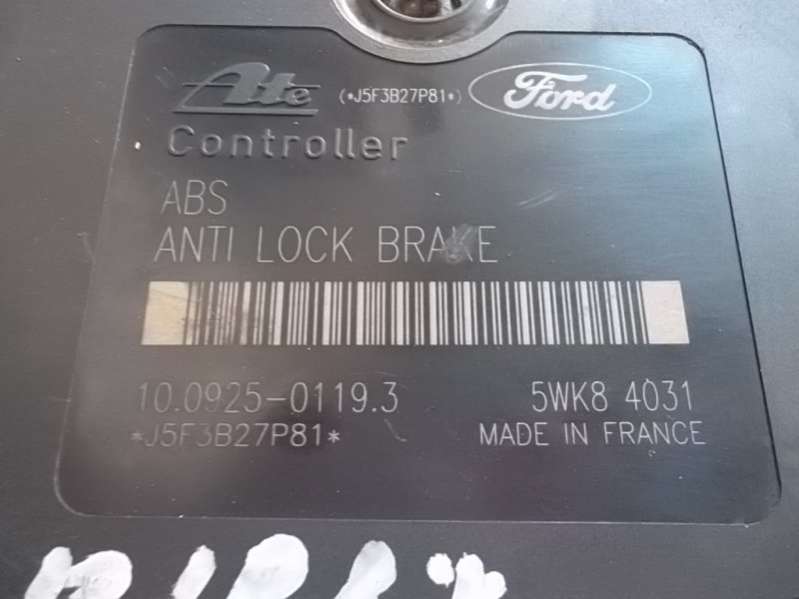 Ate (*J5F3B27P81*) Ford
Controller
ABS
ANTI LOCK BRAKE
10.0925-0119.3 5WK8 4031
*J5F3B27P81* MADE IN FRANCE